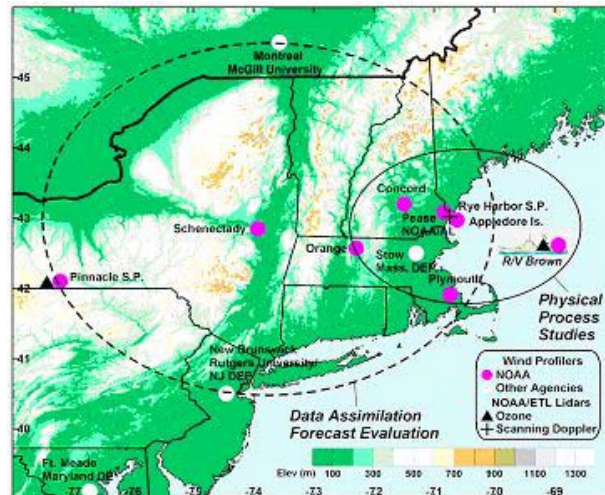 Montreal
McGill University
45
44
43
42
41
40
Concord
Pease
NOAA/AL
Rye Harbor S.P.
Appledore Is.
Schenectady
Orange
Stow
Mass. DEP
R/V Brown
Pinnacle S.P.
Plymouth
Physical
Process
Studies
New Brunswick
Rutgers University/
NJ DEP
Data Assimilation
Forecast Evaluation
Wind Profilers
NOAA
Other Agencies
NOAA/ETL Lidars
Ozone
Scanning Doppler
Ft. Meade
Maryland DE
Elev (m) 100 300 500 700 900 1100 1300
-77 -76 -75 -74 -73 -72 -71 -70 -69